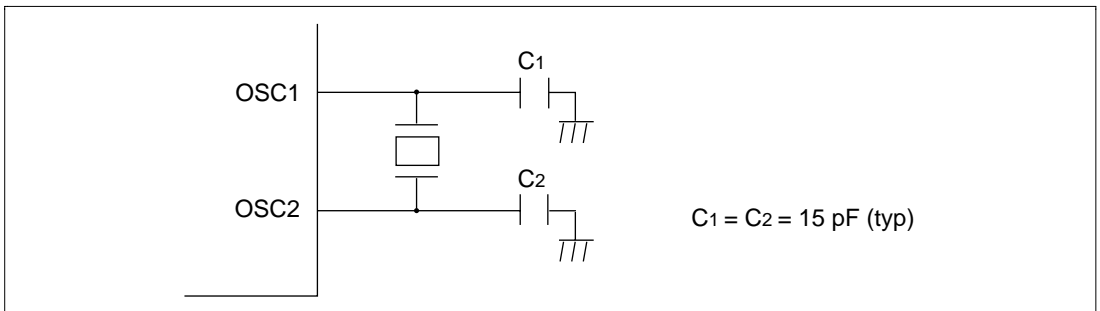 C1
OSC1
C2
OSC2
C1 = C2 = 15 pF (typ)